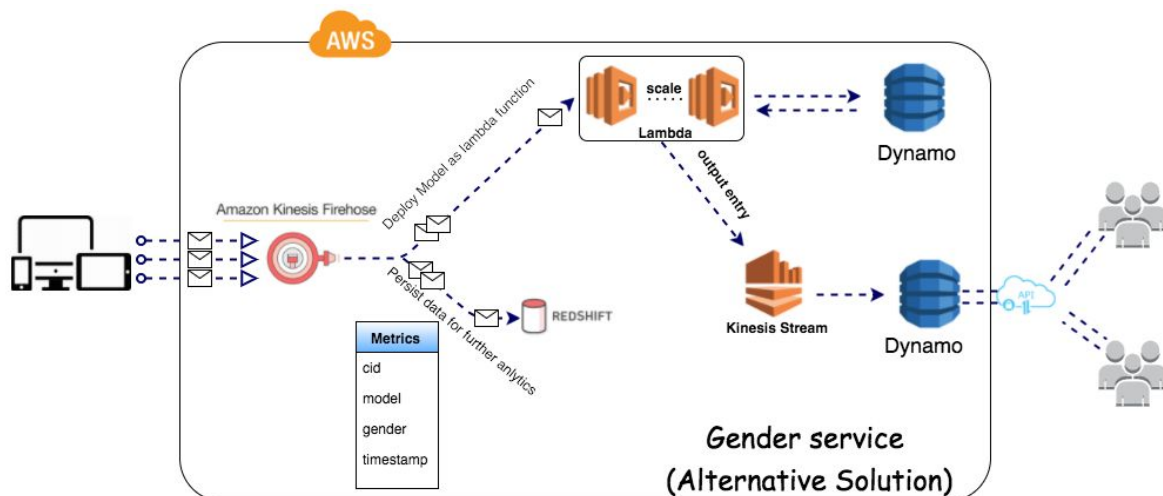 AWS
Deploy Model as lambda function
scale
.....
Lambda
Dynamo
output entry
Amazon Kinesis Firehose
Persist data for further anlytics
REDSHIFT
Kinesis Stream
Dynamo
API
Metrics
cid
model
gender
timestamp
Gender service
(Alternative Solution)